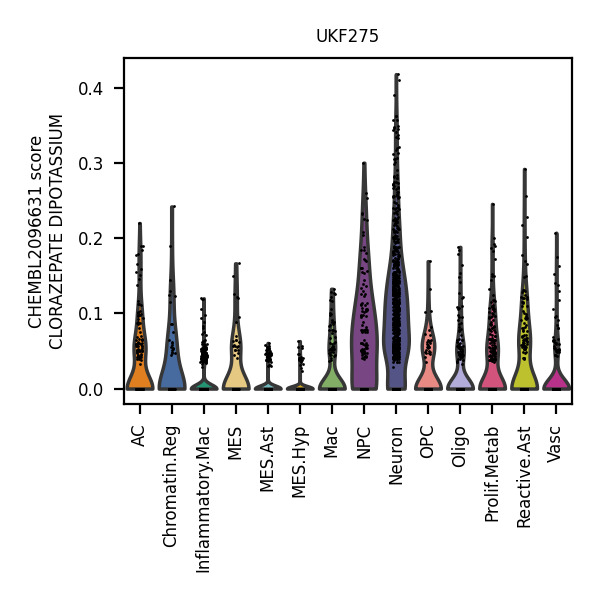 UKF275
CHEMBL2096631 score
CLORAZEPATE DIPOTASSIUM
0.4
0.3
0.2
0.1
0.0
AC
Chromatin.Reg
Inflammatory.Mac
MES
MES.Ast
MES.Hyp
Mac
NPC
Neuron
OPC
Oligo
Prolif.Metab
Reactive.Ast
Vasc